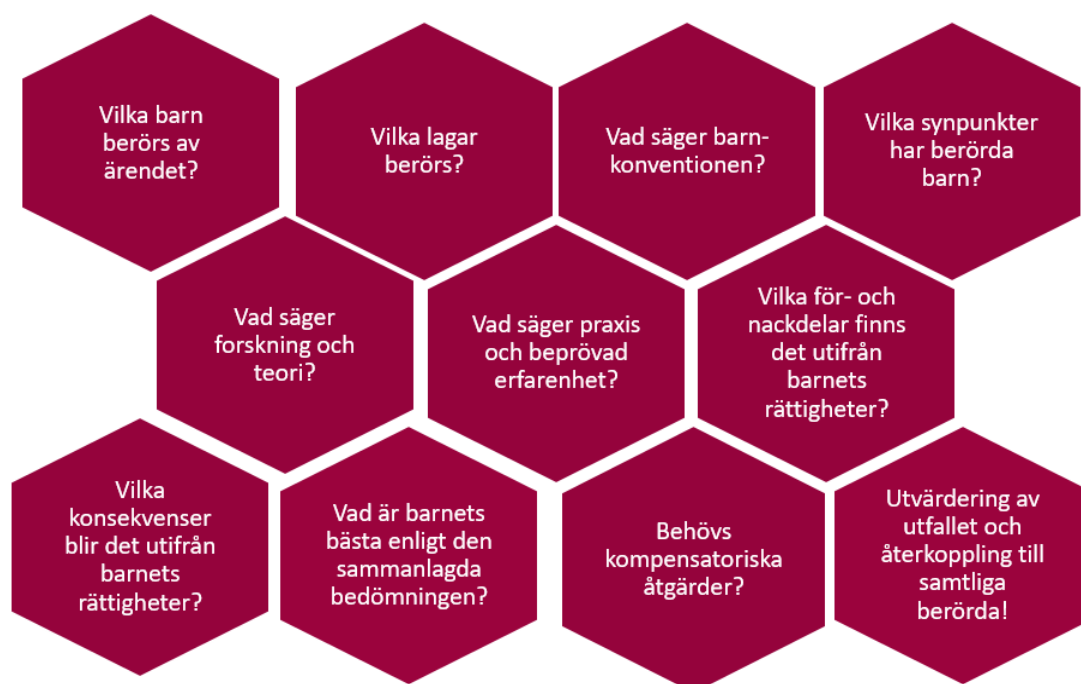 Vilka barn
berörs av
ärendet?
Vilka lagar
berörs?
Vad säger barn-
konventionen?
Vilka synpunkter
har berörda
barn?
Vad säger
forskning och
teori?
Vad säger praxis
och beprövad
erfarenhet?
Vilka för- och
nackdelar finns
det utifrån
barnets
rättigheter?
Vilka
konsekvenser
blir det utifrån
barnets
rättigheter?
Vad är barnets
bästa enligt den
sammanlagda
bedömningen?
Behövs
kompensatoriska
åtgärder?
Utvärdering av
utfallet och
återkoppling till
samtliga
berörda!